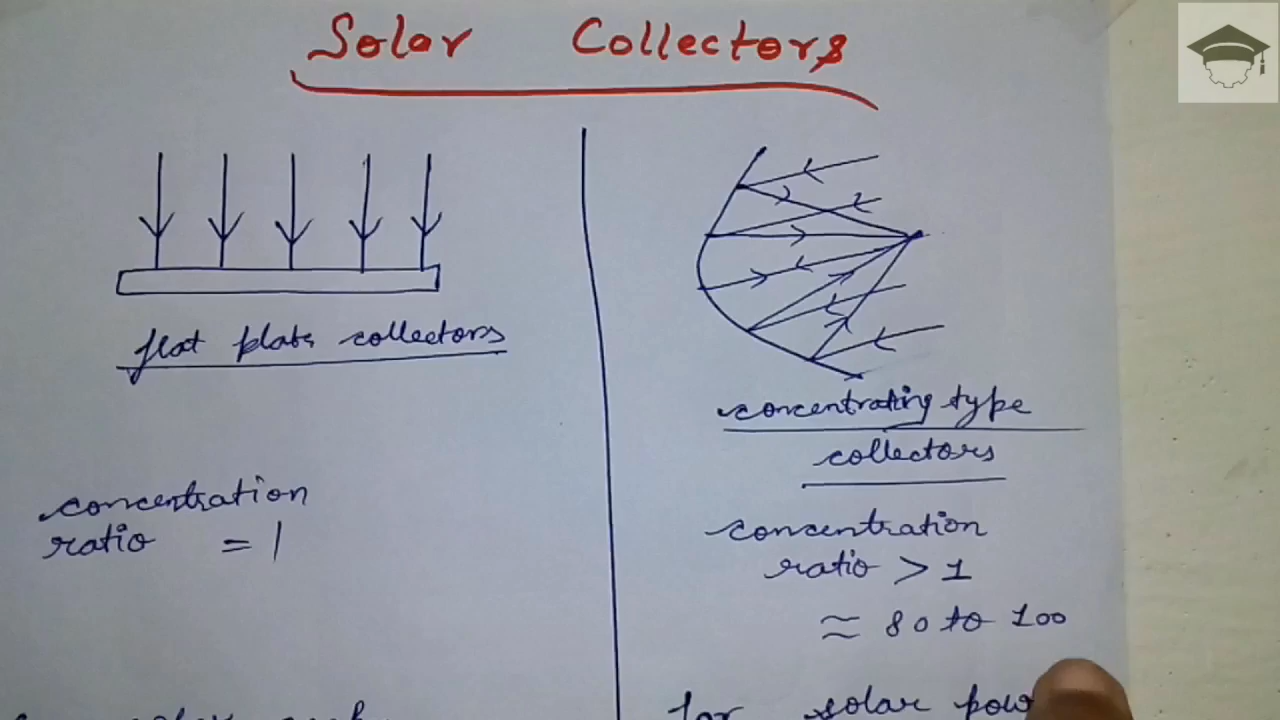 Solar Collectors
flat plate collectors
concentration
ratio = 1
concentrating type
collectors
concentration
ratio > 1
≈ 80 to 100
for solar